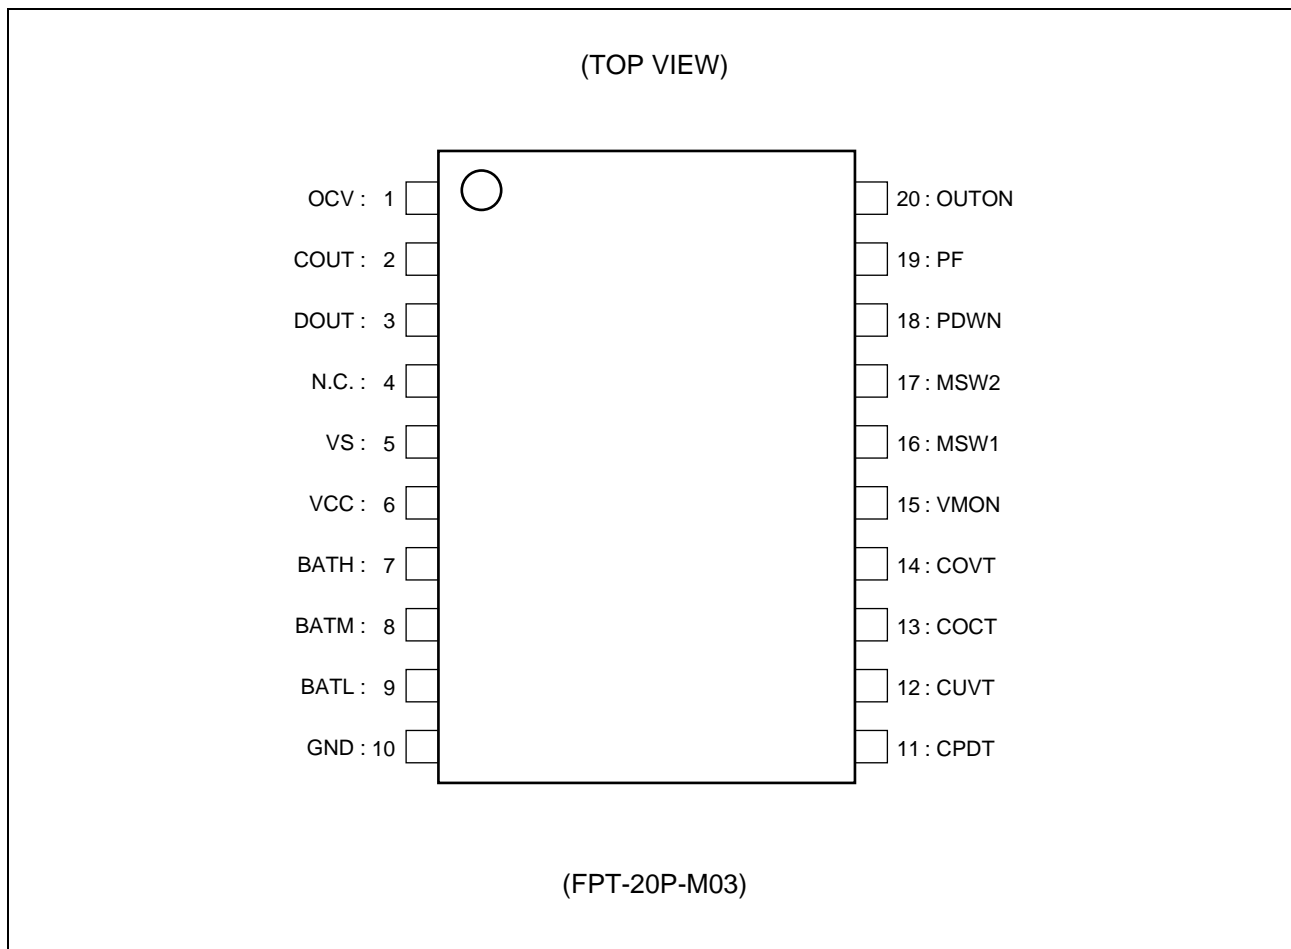 (TOP VIEW)
OCV : 1
COUT : 2
DOUT : 3
N.C. : 4
VS : 5
VCC : 6
BATH : 7
BATM : 8
BATL : 9
GND : 10
20 : OUTON
19 : PF
18 : PDWN
17 : MSW2
16 : MSW1
15 : VMON
14 : COVT
13 : COCT
12 : CUVT
11 : CPDT
(FPT-20P-M03)